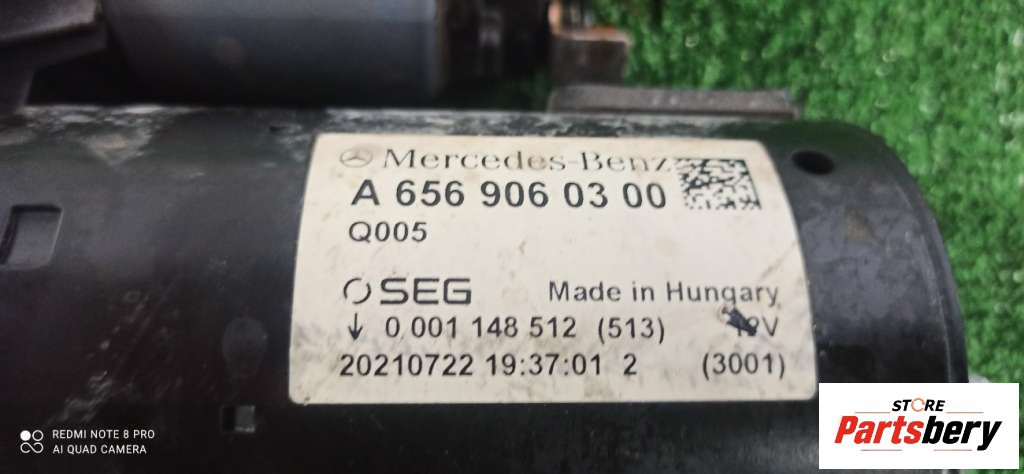 Mercedes-Benz
A 656 906 03 00
Q005
SEG Made in Hungary
0 001 148 512 (513) 12V
20210722 19:37:01 2 (3001)
REDMI NOTE 8 PRO
AI QUAD CAMERA
STORE
Partsbery